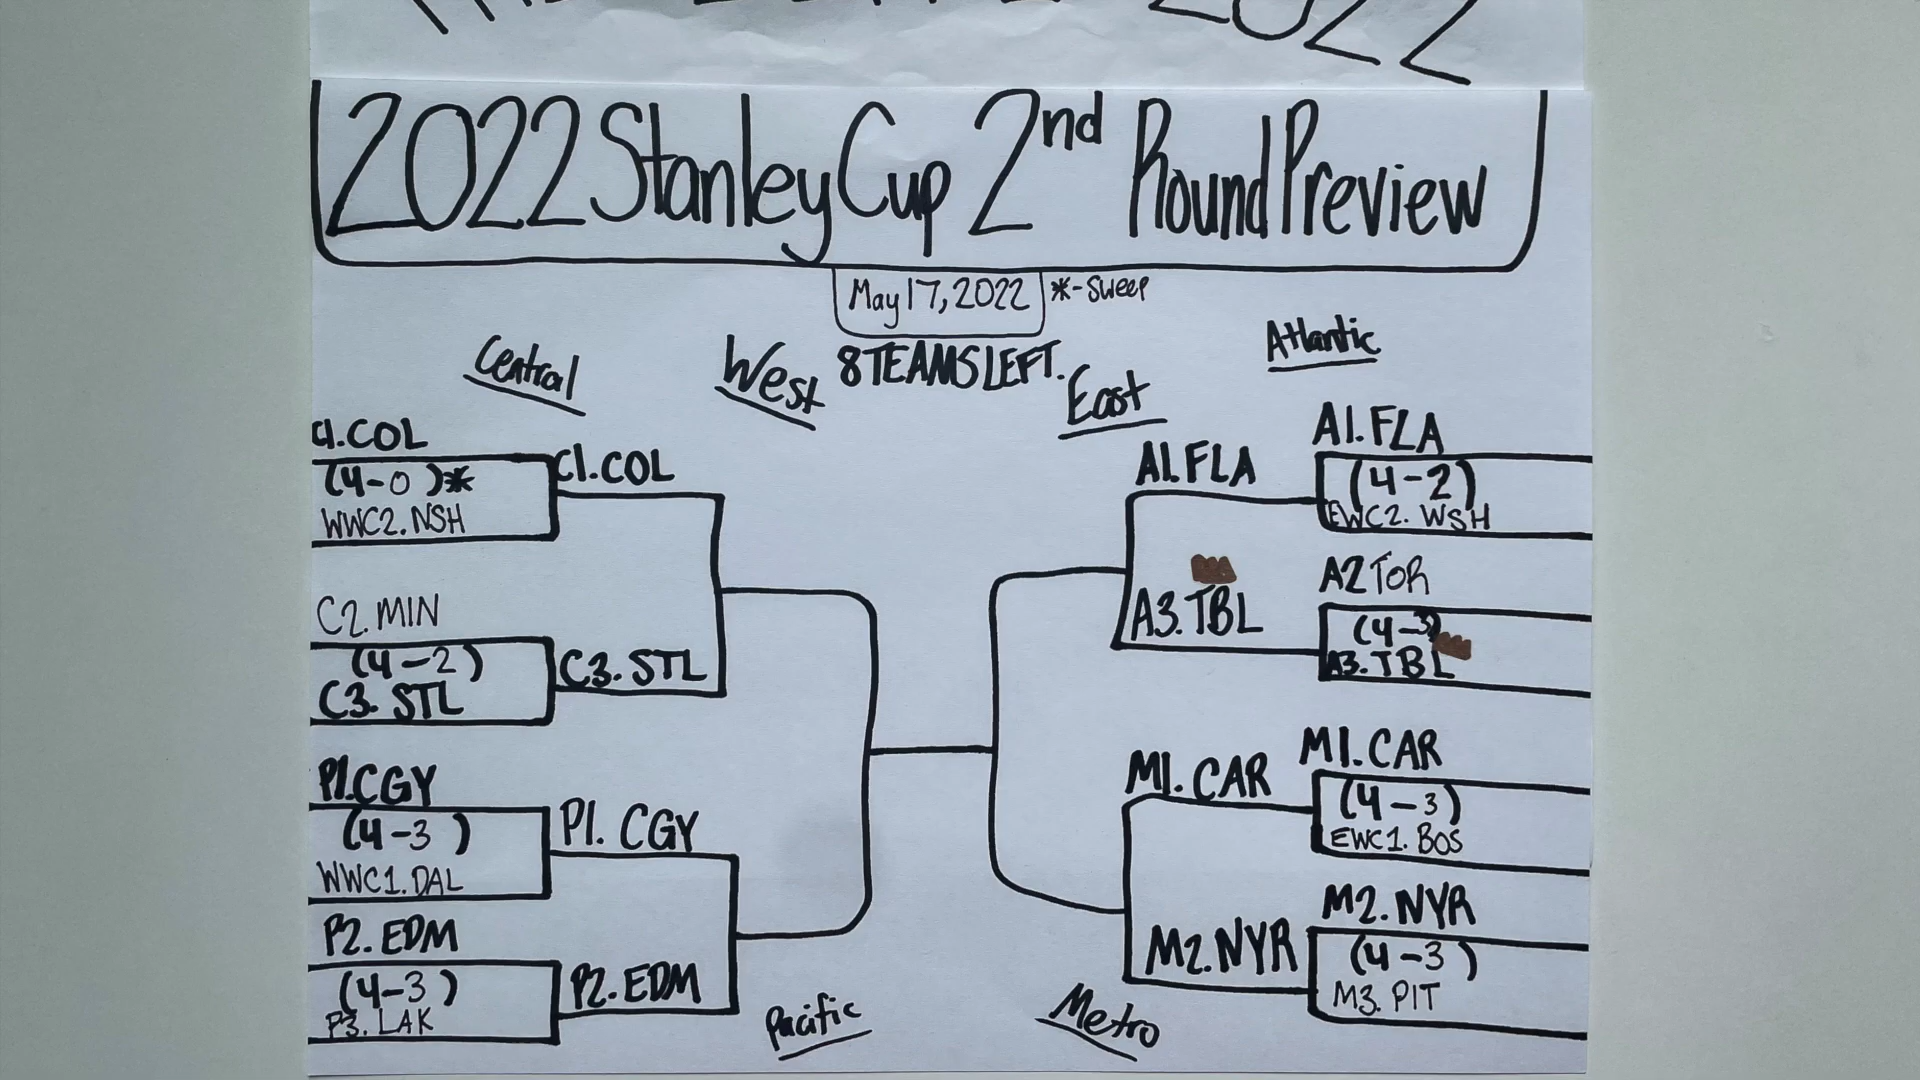 2022
2022 Stanley Cup 2nd Round Preview
May 17, 2022
*-Sweep
8 TEAMS LEFT.
Central
West
East
Atlantic
C1.COL
(4-0)*
WWC2.NSH
C1.COL
C2.MIN
(4-2)
C3.STL
C3.STL
P1.CGY
(4-3)
WWC1.DAL
P1.CGY
P2.EDM
(4-3)
P3.LAK
P2.EDM
Pacific
A1.FLA
A1.FLA
(4-2)
EWC2.WSH
A3.TBL
A2 TOR
(4-3)
A3.TBL
M1.CAR
M1.CAR
(4-3)
EWC1.BOS
M2.NYR
M2.NYR
(4-3)
M3.PIT
Metro